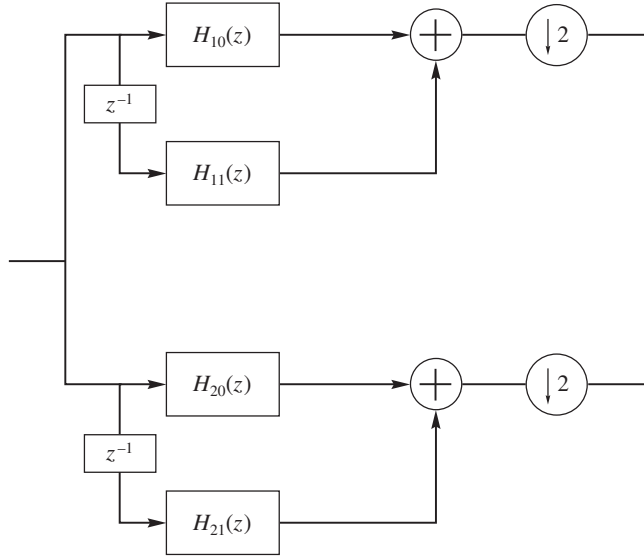 H₁₀(z)
↓ 2
z⁻¹
H₁₁(z)
H₂₀(z)
↓ 2
z⁻¹
H₂₁(z)